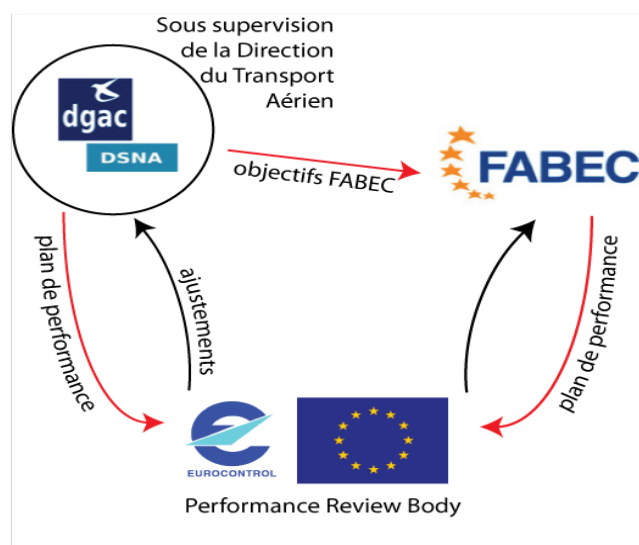 Sous supervision
de la Direction
du Transport
Aérien
dgac
DSNA
objectifs FABEC
FABEC
plan de performance
ajustements
plan de performance
EUROCONTROL
Performance Review Body